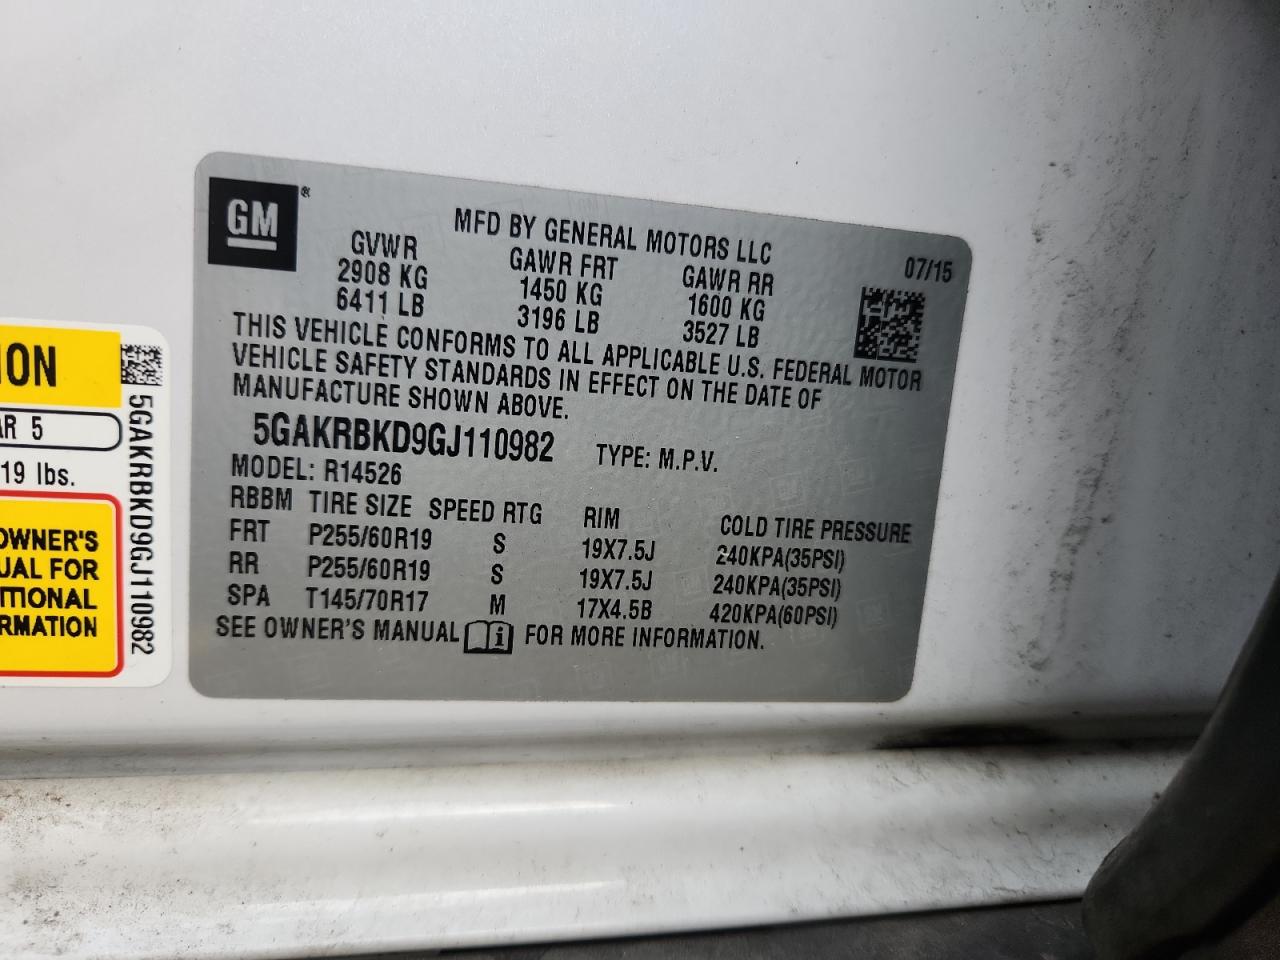 GM®
MFD BY GENERAL MOTORS LLC
07/15
GVWR GAWR FRT GAWR RR
2908 KG 1450 KG 1600 KG
6411 LB 3196 LB 3527 LB
THIS VEHICLE CONFORMS TO ALL APPLICABLE U.S. FEDERAL MOTOR
VEHICLE SAFETY STANDARDS IN EFFECT ON THE DATE OF
MANUFACTURE SHOWN ABOVE.
5GAKRBKD9GJ110982 TYPE: M.P.V.
MODEL: R14526
RBBM TIRE SIZE SPEED RTG RIM COLD TIRE PRESSURE
FRT P255/60R19 S 19X7.5J 240KPA(35PSI)
RR P255/60R19 S 19X7.5J 240KPA(35PSI)
SPA T145/70R17 M 17X4.5B 420KPA(60PSI)
SEE OWNER'S MANUAL i FOR MORE INFORMATION.
ION
AR 5
19 lbs.
OWNER'S
UAL FOR
ITIONAL
RMATION
5GAKRBKD9GJ110982